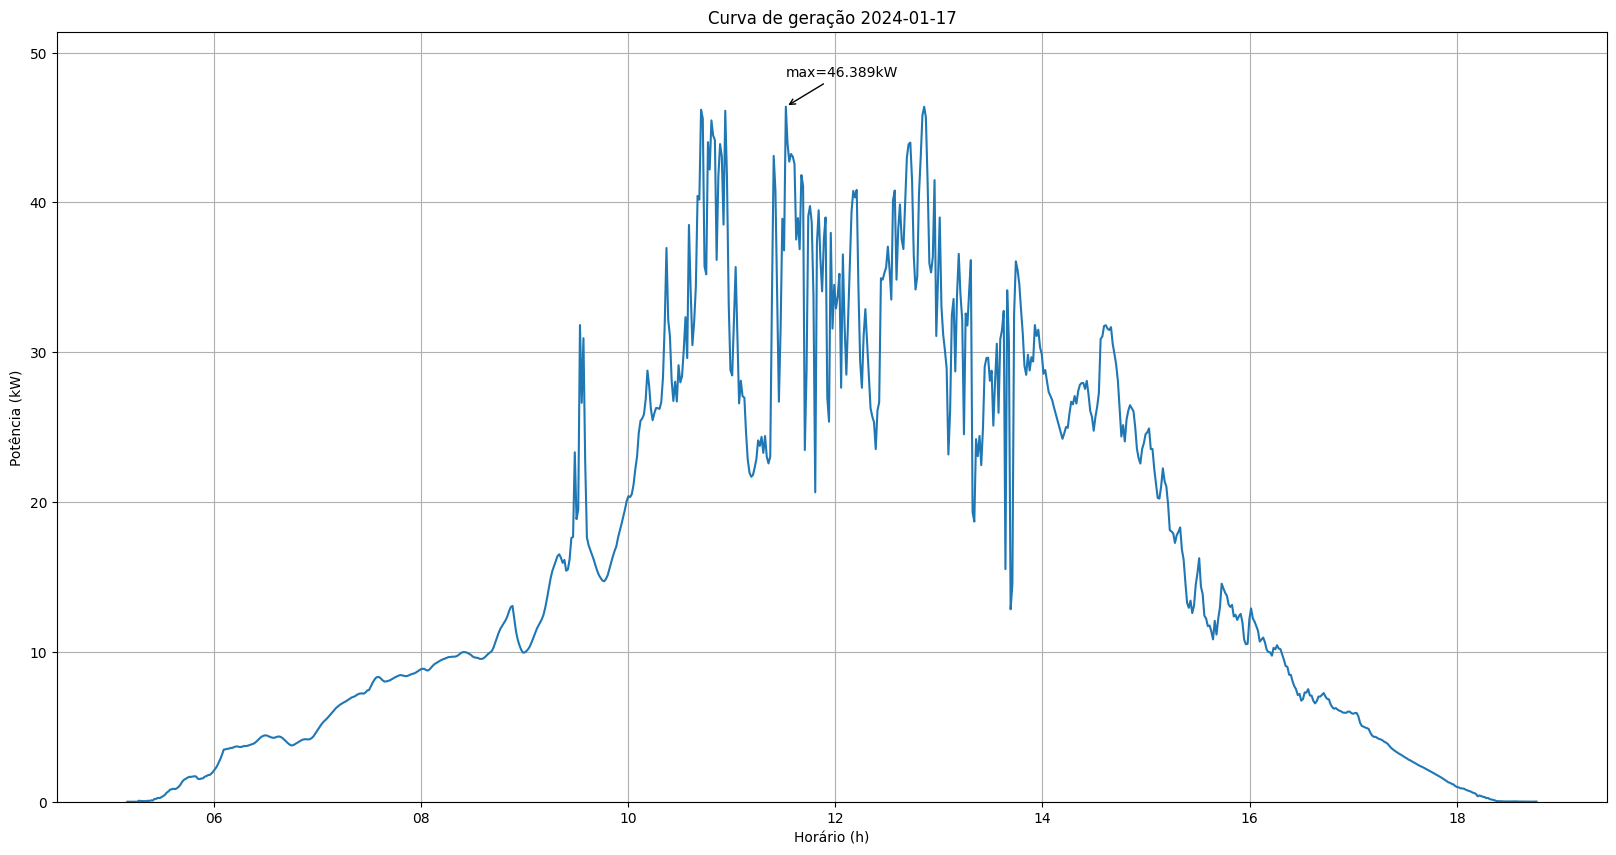 Curva de geração 2024-01-17
max=46.389kW
Potência (kW)
50
40
30
20
10
0
06 08 10 12 14 16 18
Horário (h)